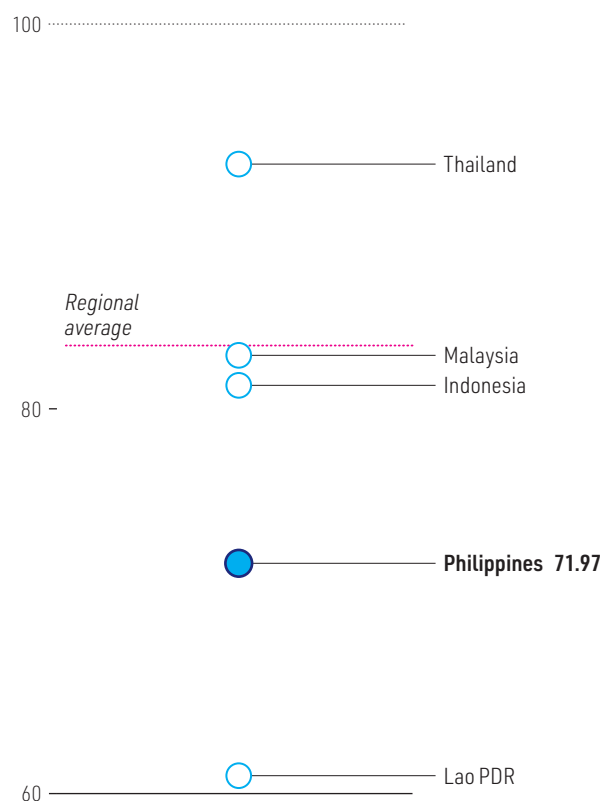 100
Thailand
Regional
average
Malaysia
Indonesia
80
Philippines 71.97
Lao PDR
60